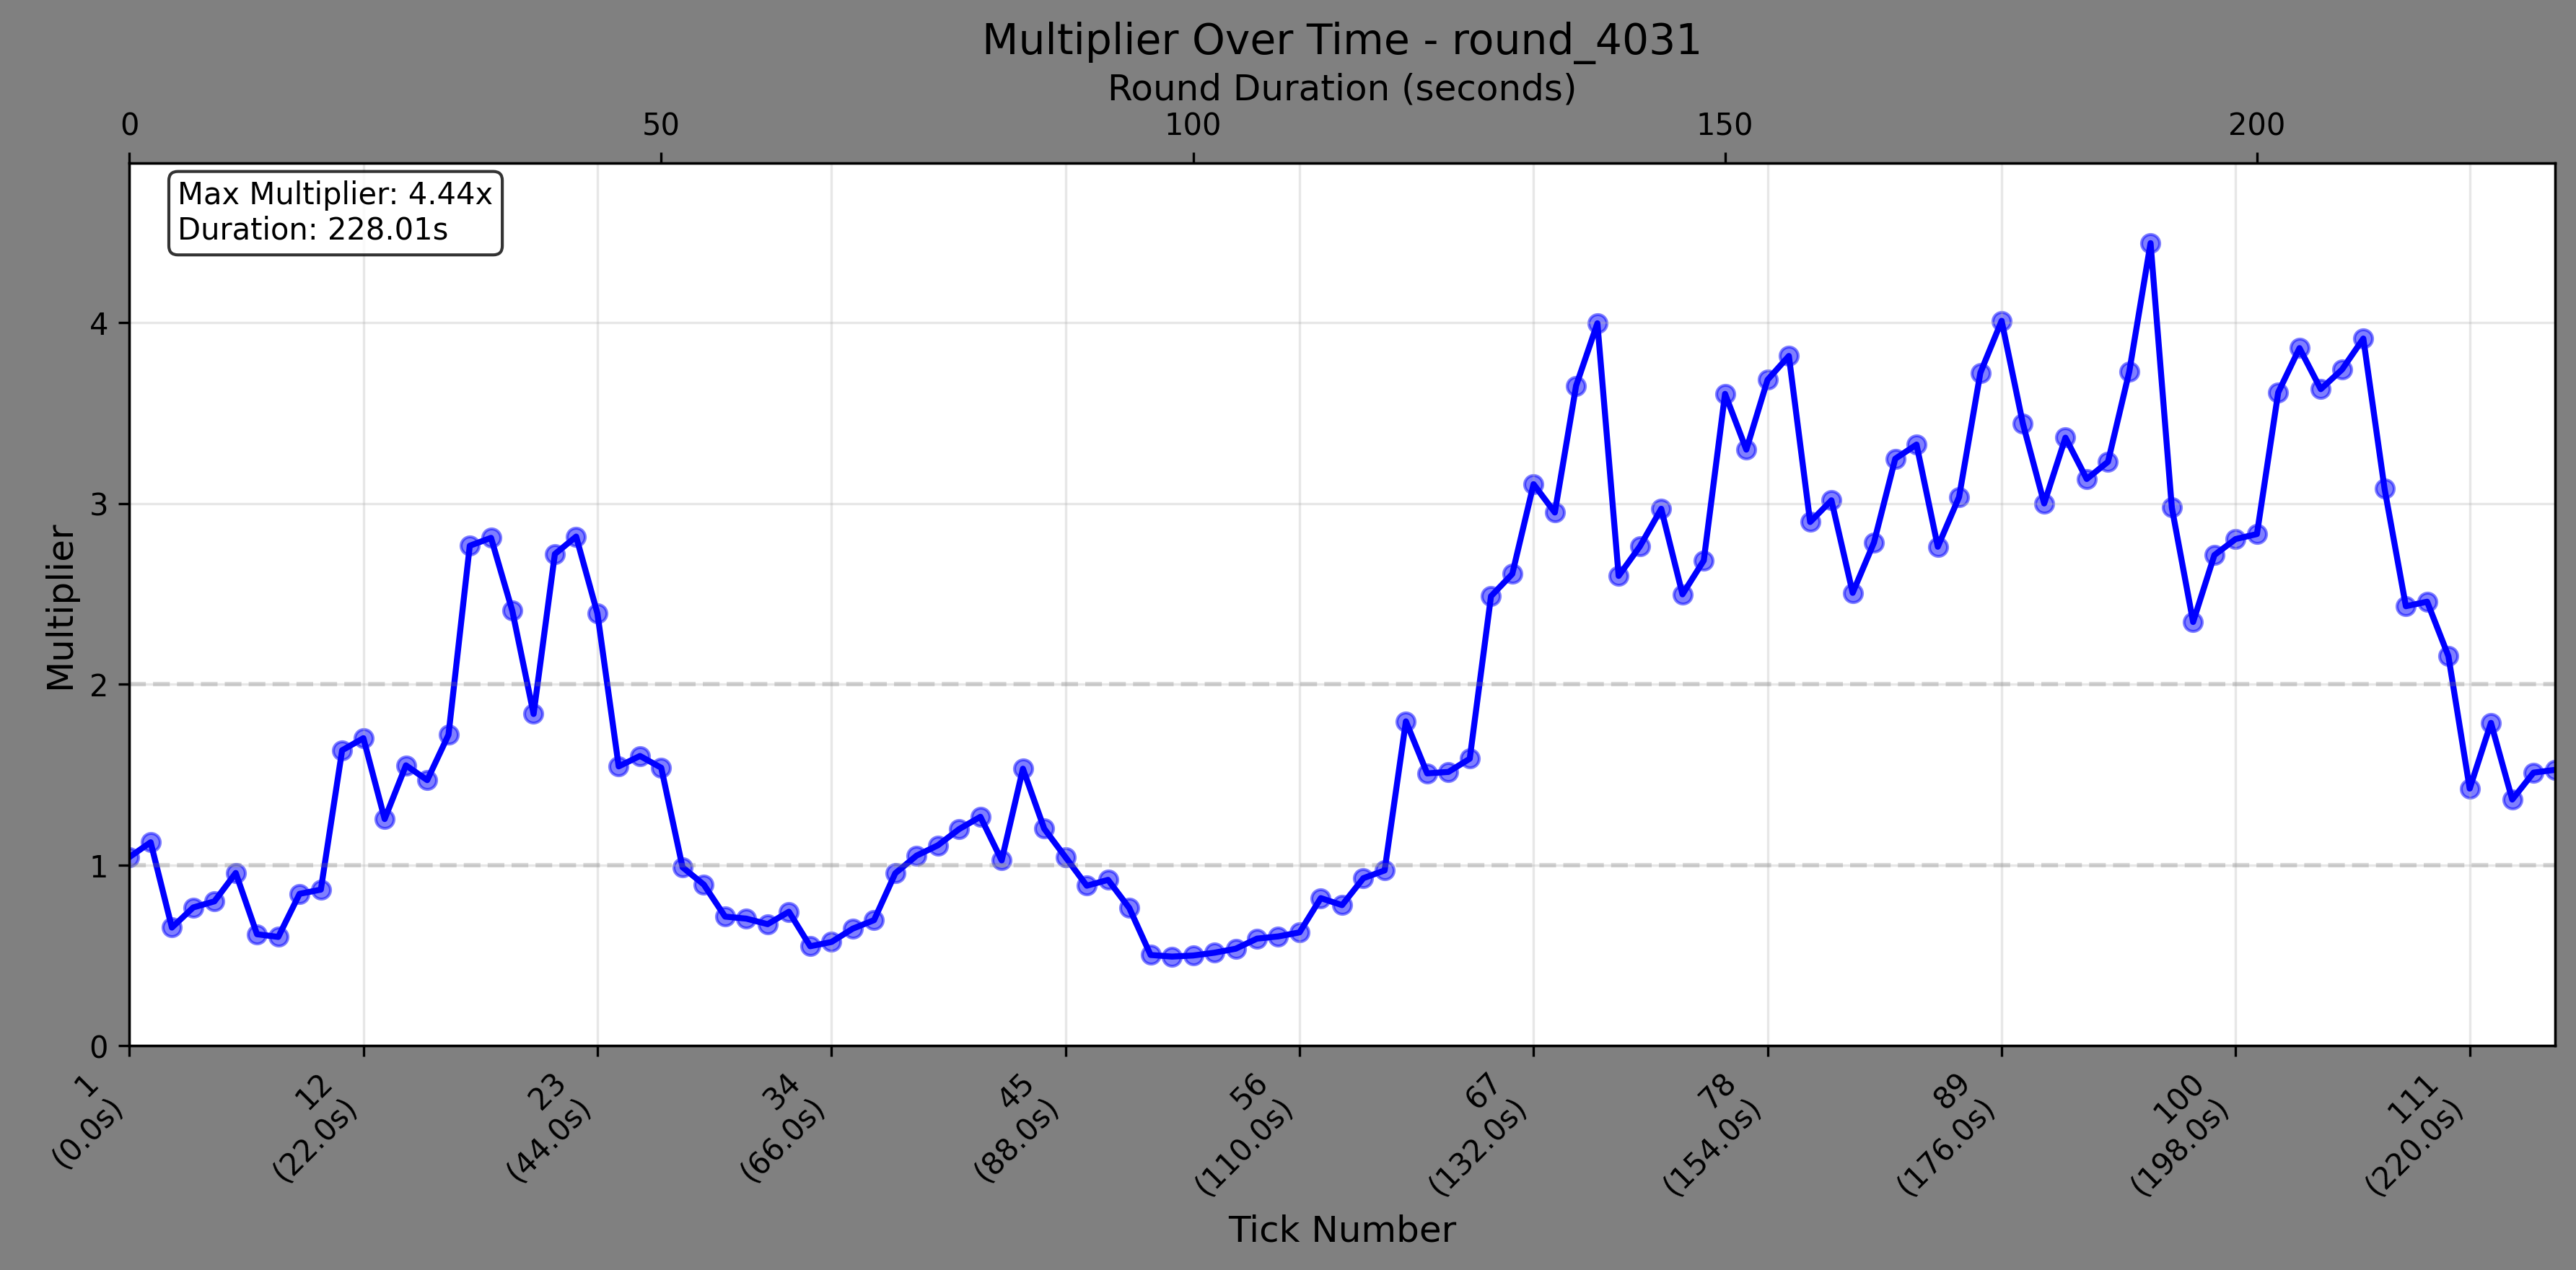 Multiplier Over Time - round_4031
Round Duration (seconds)
0 50 100 150 200
Max Multiplier: 4.44x
Duration: 228.01s
Multiplier
4
3
2
1
0
1 12 23 34 45 56 67 78 89 100 111
(0.0s) (22.0s) (44.0s) (66.0s) (88.0s) (110.0s) (132.0s) (154.0s) (176.0s) (198.0s) (220.0s)
Tick Number